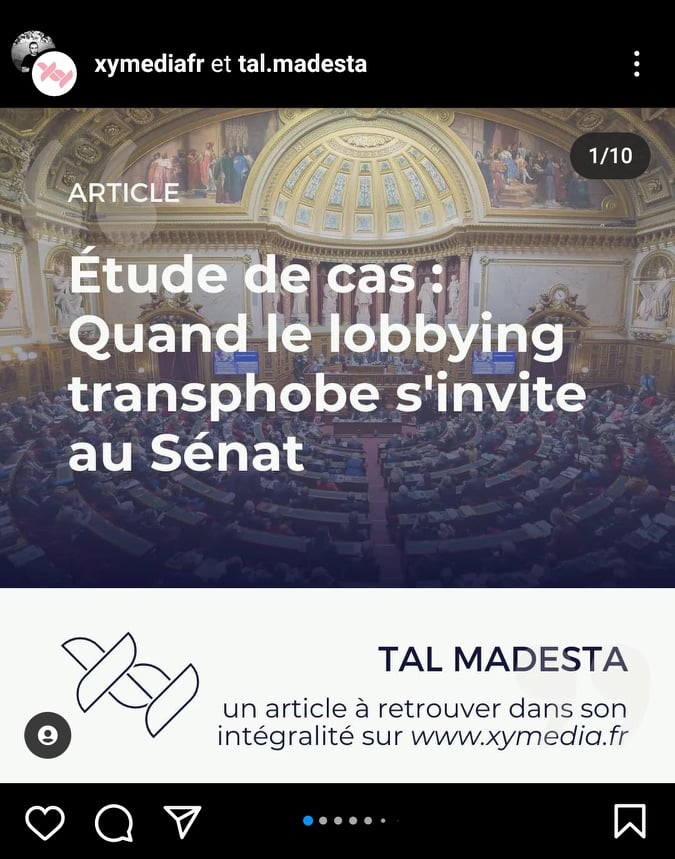 xymediafr et tal.madesta
1/10
ARTICLE
Étude de cas :
Quand le lobbying
transphobe s'invite
au Sénat
TAL MADESTA
un article à retrouver dans son
intégralité sur www.xymedia.fr